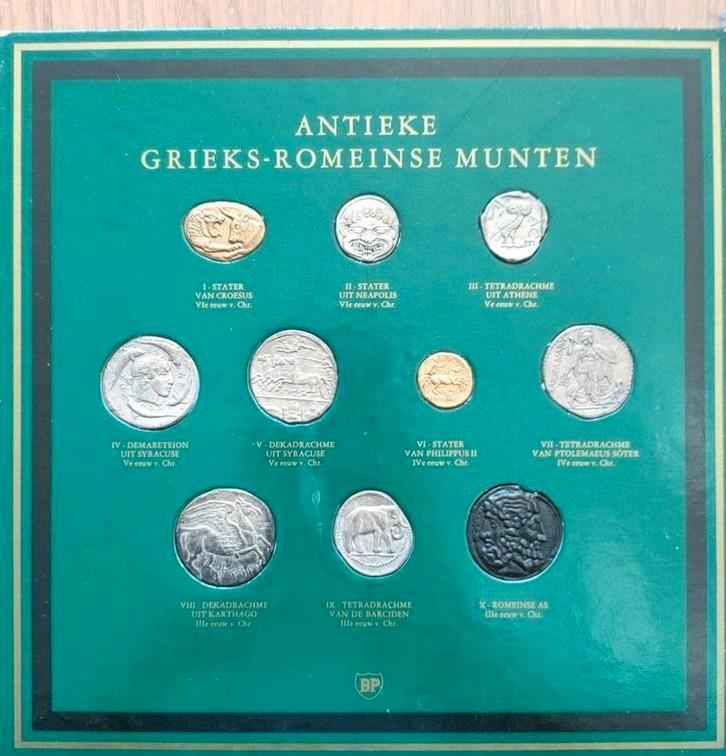 ANTIEKE
GRIEKS-ROMEINSE MUNTEN
I - STATER
VAN CROESUS
VIe eeuw v. Chr.
II - STATER
UIT NEAPOLIS
VIe eeuw v. Chr.
III - TETRADRACHME
UIT ATHENE
Ve eeuw v. Chr.
IV - DEMARETEION
UIT SYRACUSE
Ve eeuw v. Chr.
V - DEKADRACHME
UIT SYRACUSE
Ve eeuw v. Chr.
VI - STATER
VAN PHILIPPUS II
IVe eeuw v. Chr.
VII - TETRADRACHME
VAN PTOLEMAEUS SÔTER
IVe eeuw v. Chr.
VIII - DEKADRACHME
UIT KARTHAGO
IIIe eeuw v. Chr.
IX - TETRADRACHME
VAN DE BARCIDEN
IIIe eeuw v. Chr.
X - ROMEINSE AS
IIIe eeuw v. Chr.
BP